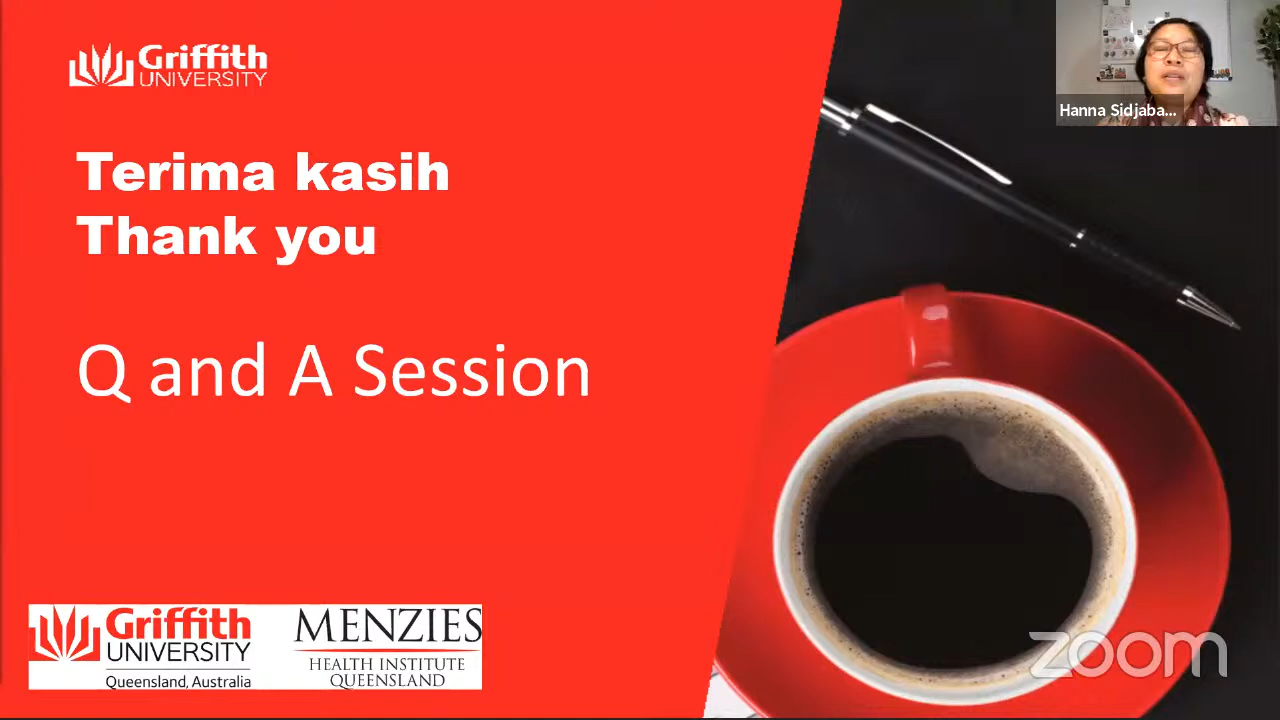 Griffith
UNIVERSITY
Hanna Sidjaba...
Terima kasih
Thank you
Q and A Session
Griffith
UNIVERSITY
Queensland, Australia
MENZIES
HEALTH INSTITUTE
QUEENSLAND
zoom